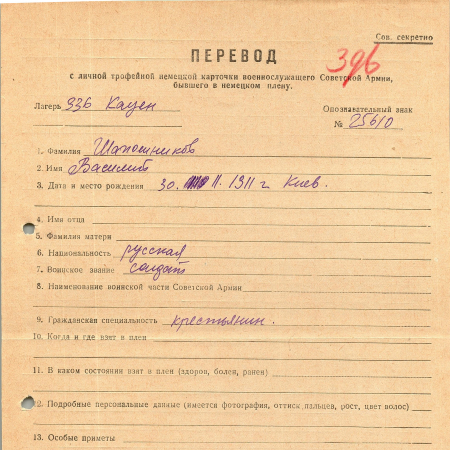 Сов. секретно
ПЕРЕВОД
396
с личной трофейной немецкой карточки военнослужащего Советской Армии,
бывшего в немецком плену.
Лагерь 336 Кауен
Опознавательный знак
№ 25610
1. Фамилия Шапошников
2. Имя Василий
3. Дата и место рождения 30. 11. 1911 г Киев.
4. Имя отца
5. Фамилия матери
6. Национальность русская
7. Воинское звание солдат
8. Наименование воинской части Советской Армии
9. Гражданская специальность крестьянин.
10. Когда и где взят в плен
11. В каком состоянии взят в плен (здоров, болен, ранен)
12. Подробные персональные данные (имеется фотография, оттиск пальцев, рост, цвет волос)
13. Особые приметы